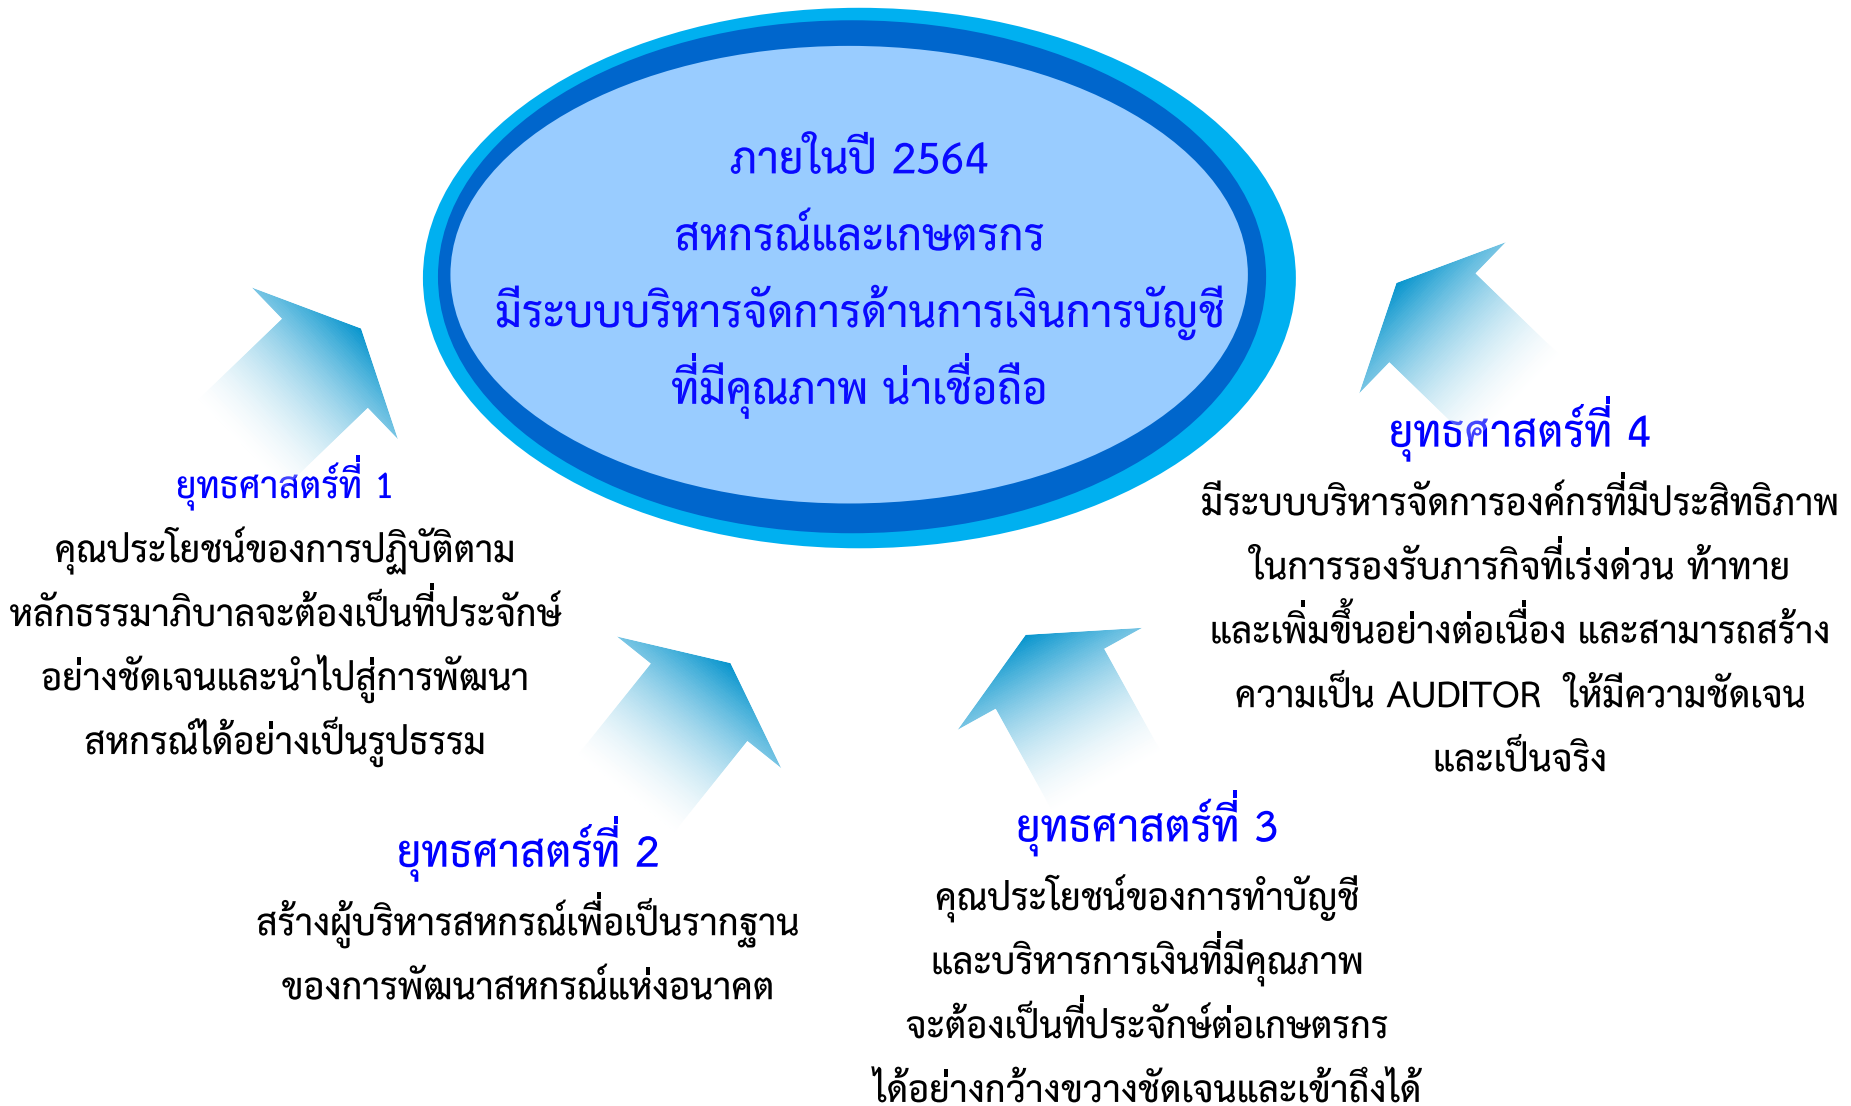 ภายในปี 2564
สหกรณ์และเกษตรกร
มีระบบบริหารจัดการด้านการเงินการบัญชี
ที่มีคุณภาพ น่าเชื่อถือ
ยุทธศาสตร์ที่ 1
คุณประโยชน์ของการปฏิบัติตาม
หลักธรรมาภิบาลจะต้องเป็นที่ประจักษ์
อย่างชัดเจนและนำไปสู่การพัฒนา
สหกรณ์ได้อย่างเป็นรูปธรรม
ยุทธศาสตร์ที่ 2
สร้างผู้บริหารสหกรณ์เพื่อเป็นรากฐาน
ของการพัฒนาสหกรณ์แห่งอนาคต
ยุทธศาสตร์ที่ 3
คุณประโยชน์ของการทำบัญชี
และบริหารการเงินที่มีคุณภาพ
จะต้องเป็นที่ประจักษ์ต่อเกษตรกร
ได้อย่างกว้างขวางชัดเจนและเข้าถึงได้
ยุทธศาสตร์ที่ 4
มีระบบบริหารจัดการองค์กรที่มีประสิทธิภาพ
ในการรองรับภารกิจที่เร่งด่วน ท้าทาย
และเพิ่มขึ้นอย่างต่อเนื่อง และสามารถสร้าง
ความเป็น AUDITOR ให้มีความชัดเจน
และเป็นจริง